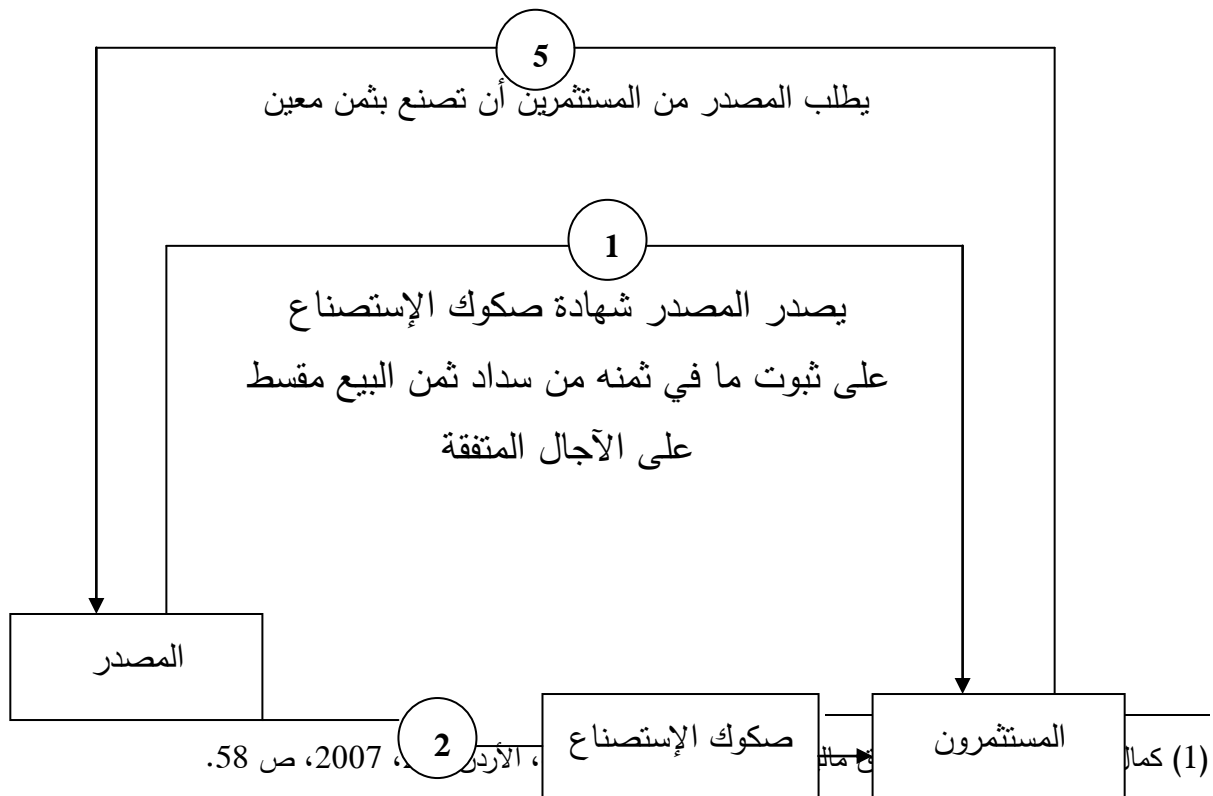 5
يطلب المصدر من المستثمرين أن تصنع بثمن معين
1
يصدر المصدر شهادة صكوك الإستصناع
على ثبوت ما في ثمنه من سداد ثمن البيع مقسط
على الآجال المتفقة
المصدر
2
صكوك الإستصناع
المستثمرون
(1) كمال مالي ، الأردن، 2007، ص 58.